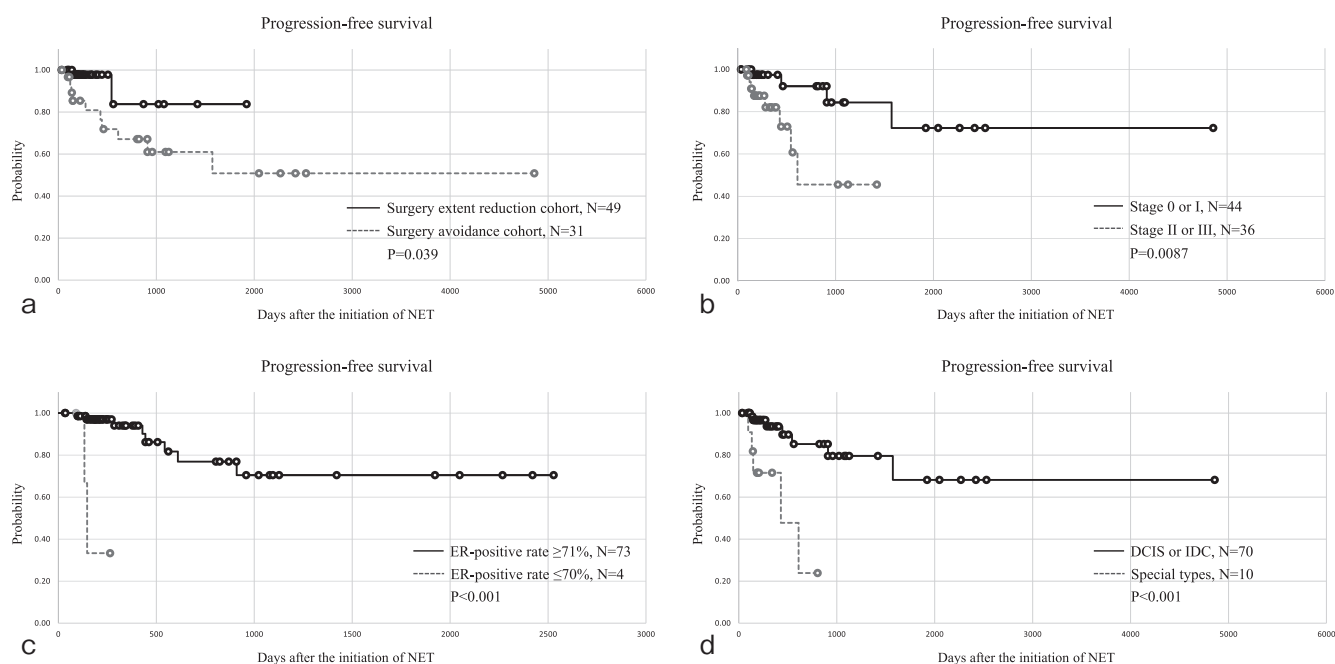 Progression-free survival
1.00
0.80
0.60
0.40
0.20
0.00
Probability
Surgery extent reduction cohort, N=49
Surgery avoidance cohort, N=31
P=0.039
0 1000 2000 3000 4000 5000 6000
Days after the initiation of NET
a
Progression-free survival
1.00
0.80
0.60
0.40
0.20
0.00
Probability
Stage 0 or I, N=44
Stage II or III, N=36
P=0.0087
0 1000 2000 3000 4000 5000 6000
Days after the initiation of NET
b
Progression-free survival
1.00
0.80
0.60
0.40
0.20
0.00
Probability
ER-positive rate ≥71%, N=73
ER-positive rate ≤70%, N=4
P<0.001
0 500 1000 1500 2000 2500 3000
Days after the initiation of NET
c
Progression-free survival
1.00
0.80
0.60
0.40
0.20
0.00
Probability
DCIS or IDC, N=70
Special types, N=10
P<0.001
0 1000 2000 3000 4000 5000 6000
Days after the initiation of NET
d